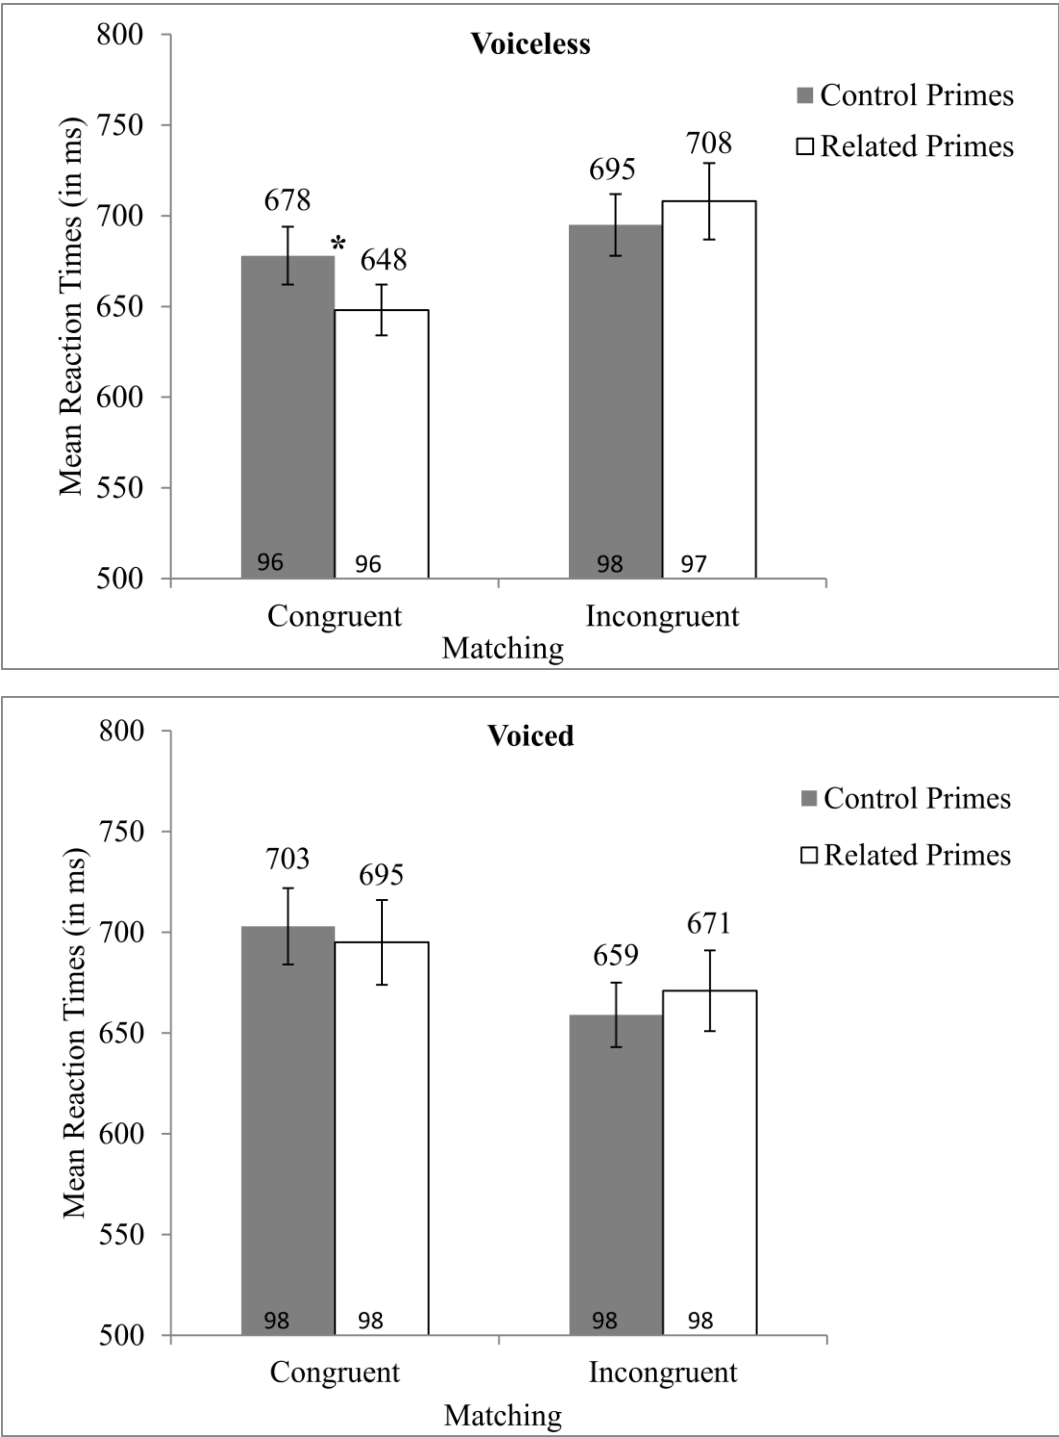 Voiceless
800
750
700
650
600
550
500
Mean Reaction Times (in ms)
Control Primes
Related Primes
678
*
648
695
708
96
96
98
97
Congruent
Incongruent
Matching
Voiced
800
750
700
650
600
550
500
Mean Reaction Times (in ms)
Control Primes
Related Primes
703
695
659
671
98
98
98
98
Congruent
Incongruent
Matching